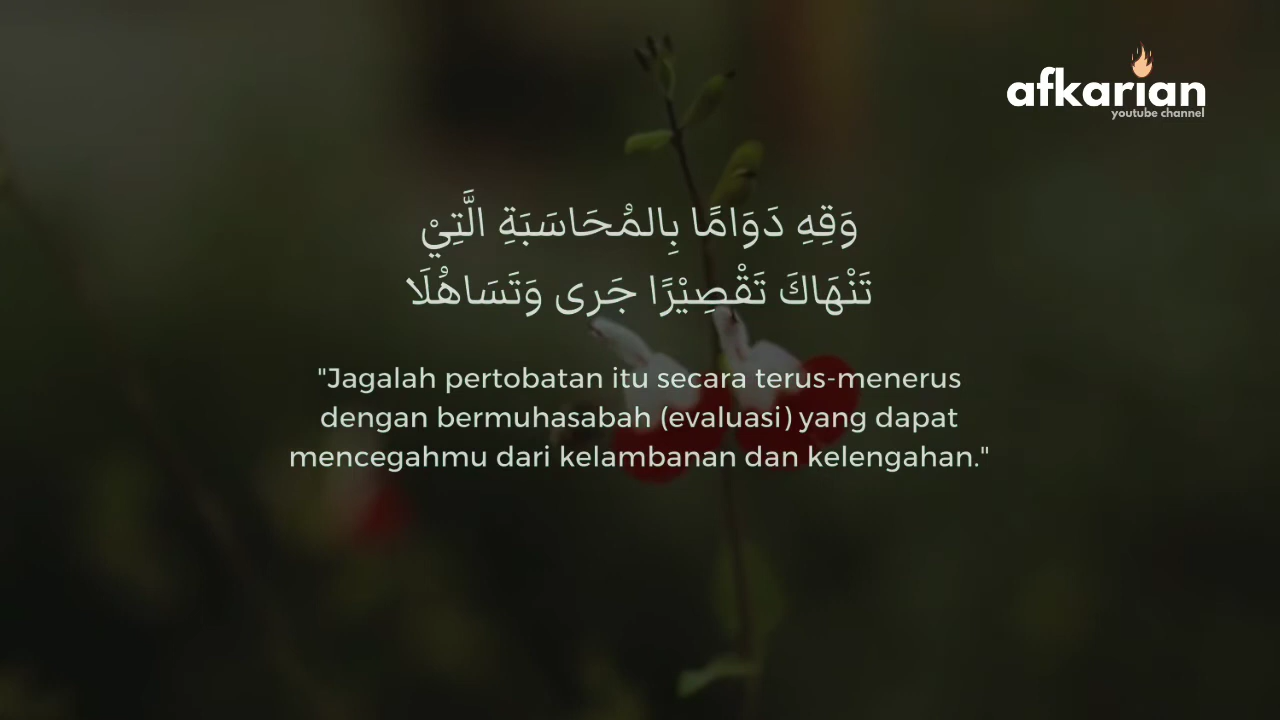 afkarian
youtube channel
وَقِهِ دَوَامًا بِالمُحَاسَبَةِ الَّتِيْ
تَنْهَاكَ تَقْصِيْرًا جَرى وَتَسَاهُلَا
"Jagalah pertobatan itu secara terus-menerus
dengan bermuhasabah (evaluasi) yang dapat
mencegahmu dari kelambanan dan kelengahan."